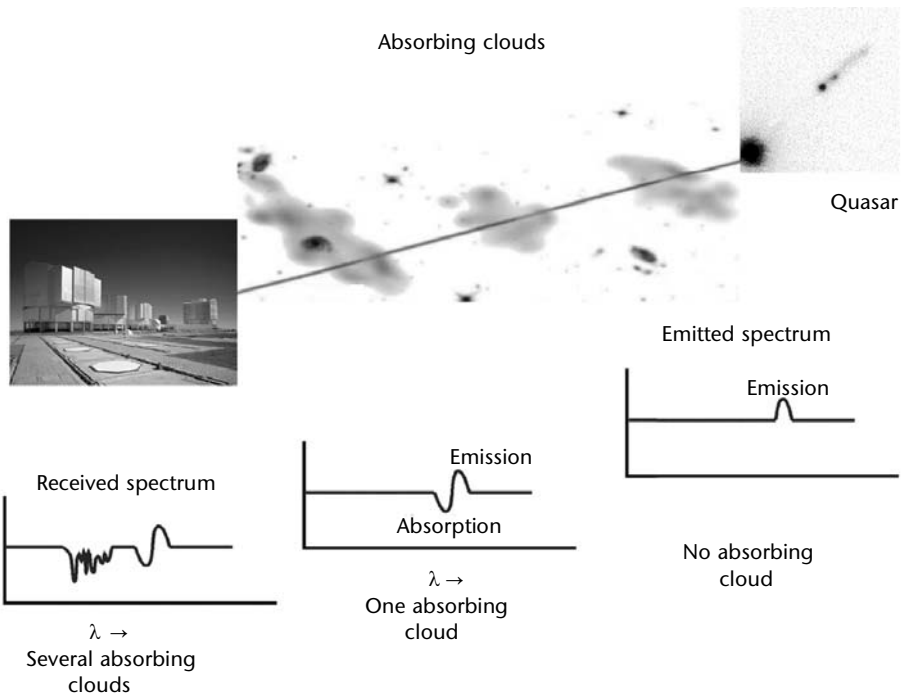 Absorbing clouds
Quasar
Emitted spectrum
Emission
No absorbing
cloud
Emission
Absorption
λ →
One absorbing
cloud
Received spectrum
λ →
Several absorbing
clouds